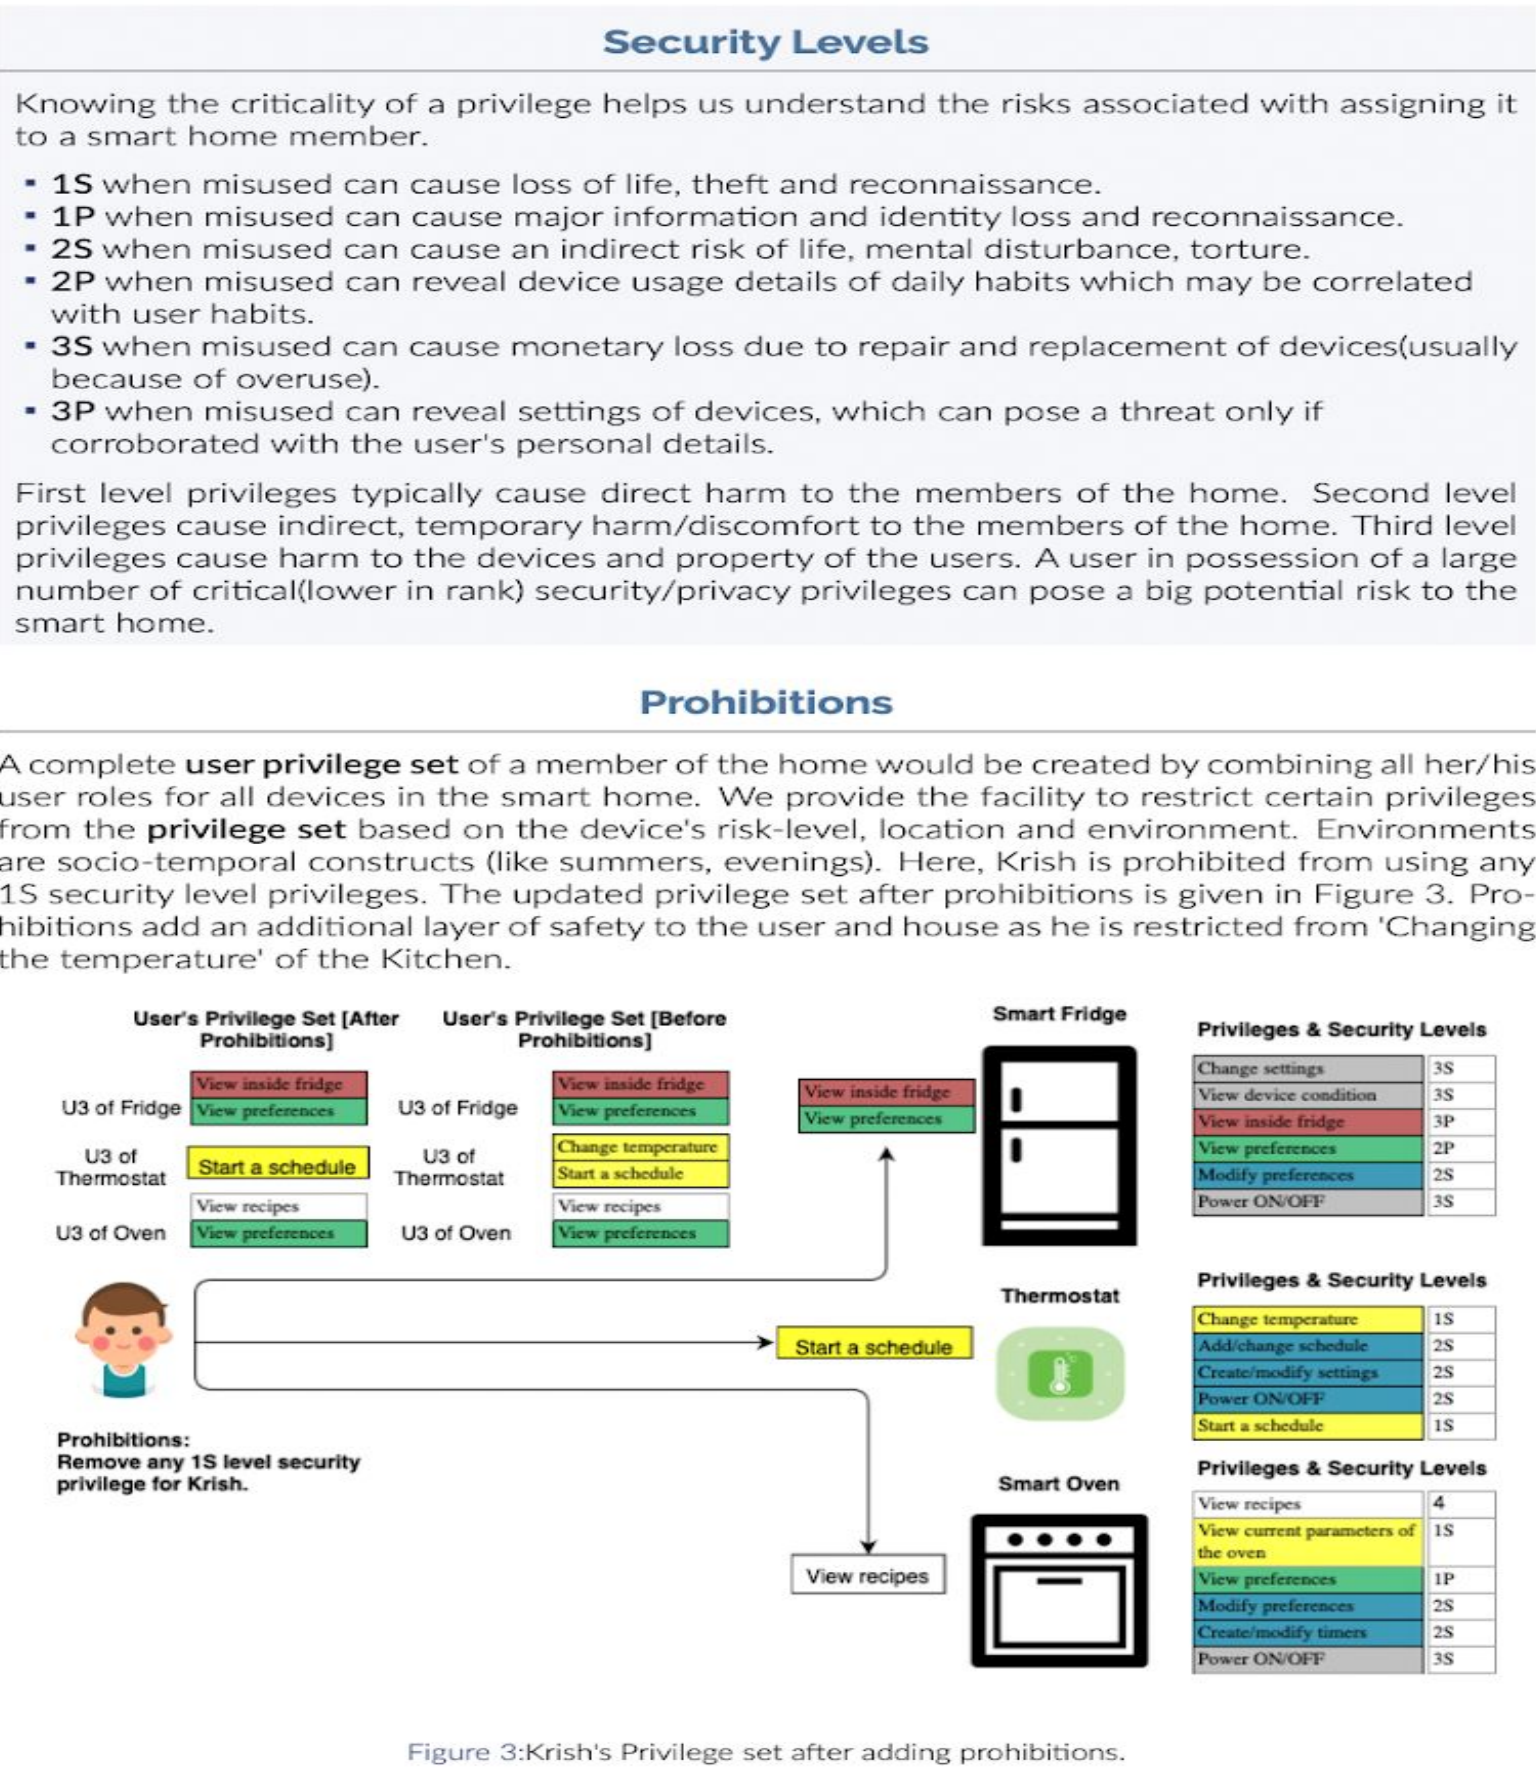 Security Levels
Knowing the criticality of a privilege helps us understand the risks associated with assigning it
to a smart home member.
▪ 1S when misused can cause loss of life, theft and reconnaissance.
▪ 1P when misused can cause major information and identity loss and reconnaissance.
▪ 2S when misused can cause an indirect risk of life, mental disturbance, torture.
▪ 2P when misused can reveal device usage details of daily habits which may be correlated
with user habits.
▪ 3S when misused can cause monetary loss due to repair and replacement of devices(usually
because of overuse).
▪ 3P when misused can reveal settings of devices, which can pose a threat only if
corroborated with the user's personal details.
First level privileges typically cause direct harm to the members of the home. Second level
privileges cause indirect, temporary harm/discomfort to the members of the home. Third level
privileges cause harm to the devices and property of the users. A user in possession of a large
number of critical(lower in rank) security/privacy privileges can pose a big potential risk to the
smart home.
Prohibitions
A complete user privilege set of a member of the home would be created by combining all her/his
user roles for all devices in the smart home. We provide the facility to restrict certain privileges
from the privilege set based on the device's risk-level, location and environment. Environments
are socio-temporal constructs (like summers, evenings). Here, Krish is prohibited from using any
1S security level privileges. The updated privilege set after prohibitions is given in Figure 3. Pro-
hibitions add an additional layer of safety to the user and house as he is restricted from 'Changing
the temperature' of the Kitchen.
User's Privilege Set [After
Prohibitions]
U3 of Fridge
View inside fridge
View preferences
U3 of
Thermostat
Start a schedule
U3 of Oven
View recipes
View preferences
User's Privilege Set [Before
Prohibitions]
U3 of Fridge
View inside fridge
View preferences
U3 of
Thermostat
Change temperature
Start a schedule
U3 of Oven
View recipes
View preferences
Prohibitions:
Remove any 1S level security
privilege for Krish.
View inside fridge
View preferences
Smart Fridge
Privileges & Security Levels
Change settings 3S
View device condition 3S
View inside fridge 3P
View preferences 2P
Modify preferences 2S
Power ON/OFF 3S
Start a schedule
Thermostat
Privileges & Security Levels
Change temperature 1S
Add/change schedule 2S
Create/modify settings 2S
Power ON/OFF 2S
Start a schedule 1S
View recipes
Smart Oven
Privileges & Security Levels
View recipes 4
View current parameters of 1S
the oven
View preferences 1P
Modify preferences 2S
Create/modify timers 2S
Power ON/OFF 3S
Figure 3:Krish's Privilege set after adding prohibitions.